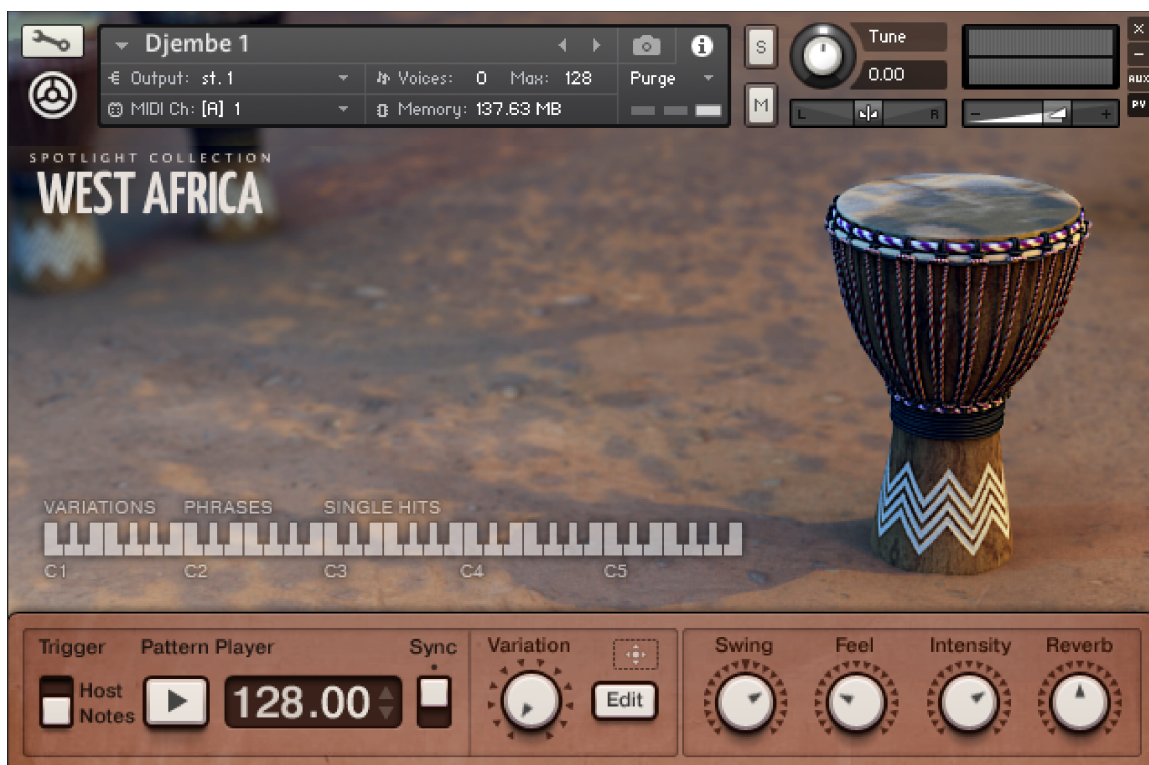 Djembe 1
Output: st.1
Voices: 0 Max: 128
Purge
MIDI Ch: [A] 1
Memory: 137.63 MB
S
M
Tune
0.00
L
R
-
+
×
-
AUX
PV
SPOTLIGHT COLLECTION
WEST AFRICA
VARIATIONS PHRASES SINGLE HITS
C1 C2 C3 C4 C5
Trigger
Host
Notes
Pattern Player
128.00
Sync
Variation
Edit
Swing
Feel
Intensity
Reverb